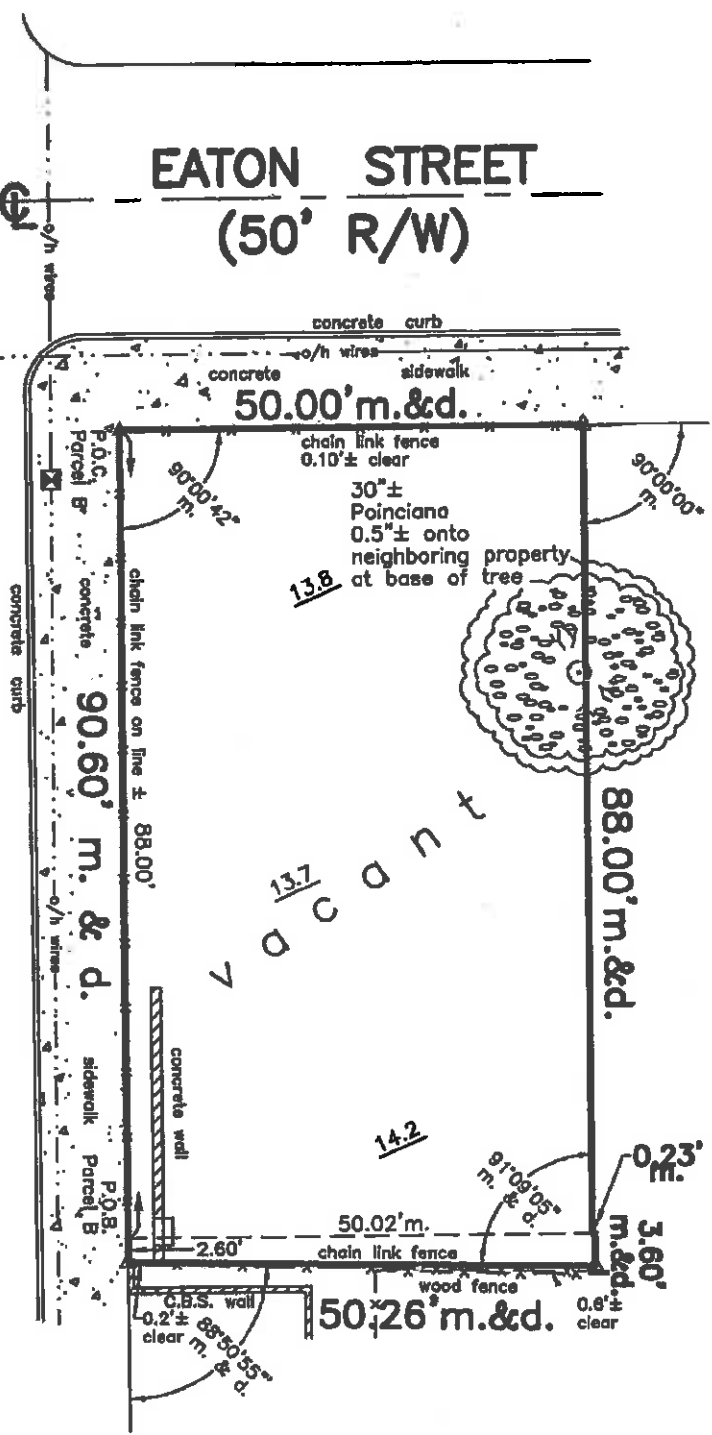 EATON STREET
(50' R/W)
℄
o/h wires
concrete curb
o/h wires
concrete sidewalk
50.00'm.&d.
chain link fence
0.10'± clear
90°00'42"
m.
90°00'00"
m.
P.O.C.
Parcel B
30"±
Poinciana
0.5"± onto
neighboring property
at base of tree
13.8
concrete curb
concrete
90.60' m. & d.
chain link fence on line ±
88.00'
o/h wires
13.7
vacant
88.00'm.&d.
concrete wall
sidewalk
P.O.B.
Parcel B
14.2
91°09'05"
m. & d.
0.23'
m.
3.60'
m.&d.
50.02'm.
2.60'
chain link fence
wood fence
C.B.S. wall
0.2'±
clear
50.26'm.&d.
0.6'±
clear
88°50'55"
m. & d.